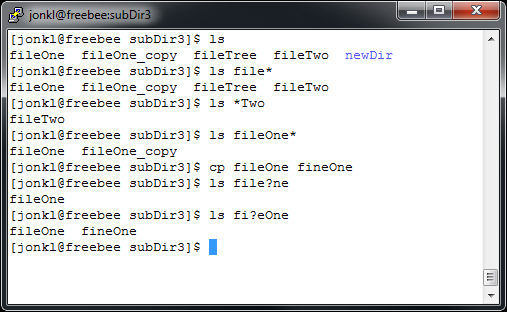 jonkl@freebee:subDir3
[jonkl@freebee subDir3]$ ls
fileOne  fileOne_copy  fileTree  fileTwo  newDir
[jonkl@freebee subDir3]$ ls file*
fileOne  fileOne_copy  fileTree  fileTwo
[jonkl@freebee subDir3]$ ls *Two
fileTwo
[jonkl@freebee subDir3]$ ls fileOne*
fileOne  fileOne_copy
[jonkl@freebee subDir3]$ cp fileOne fineOne
[jonkl@freebee subDir3]$ ls file?ne
fileOne
[jonkl@freebee subDir3]$ ls fi?eOne
fileOne  fineOne
[jonkl@freebee subDir3]$